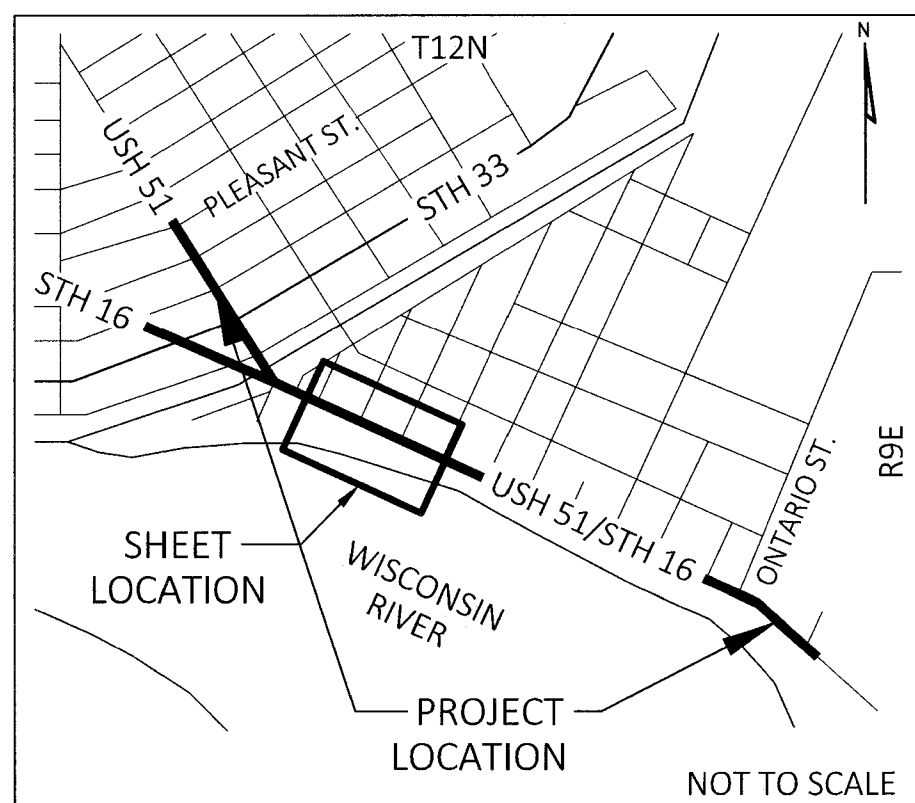 T12N
N
USH 51
PLEASANT ST.
STH 33
STH 16
R9E
ONTARIO ST.
USH 51/STH 16
SHEET
LOCATION
WISCONSIN
RIVER
PROJECT
LOCATION
NOT TO SCALE